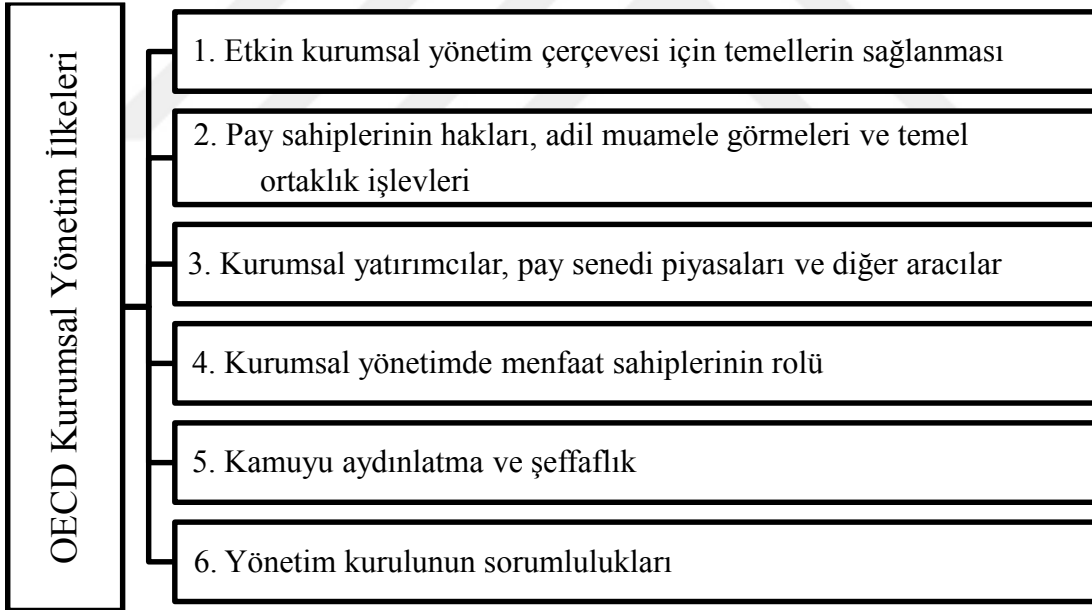 OECD Kurumsal Yönetim İlkeleri
1. Etkin kurumsal yönetim çerçevesi için temellerin sağlanması
2. Pay sahiplerinin hakları, adil muamele görmeleri ve temel
ortaklık işlevleri
3. Kurumsal yatırımcılar, pay senedi piyasaları ve diğer aracılar
4. Kurumsal yönetimde menfaat sahiplerinin rolü
5. Kamuyu aydınlatma ve şeffaflık
6. Yönetim kurulunun sorumlulukları